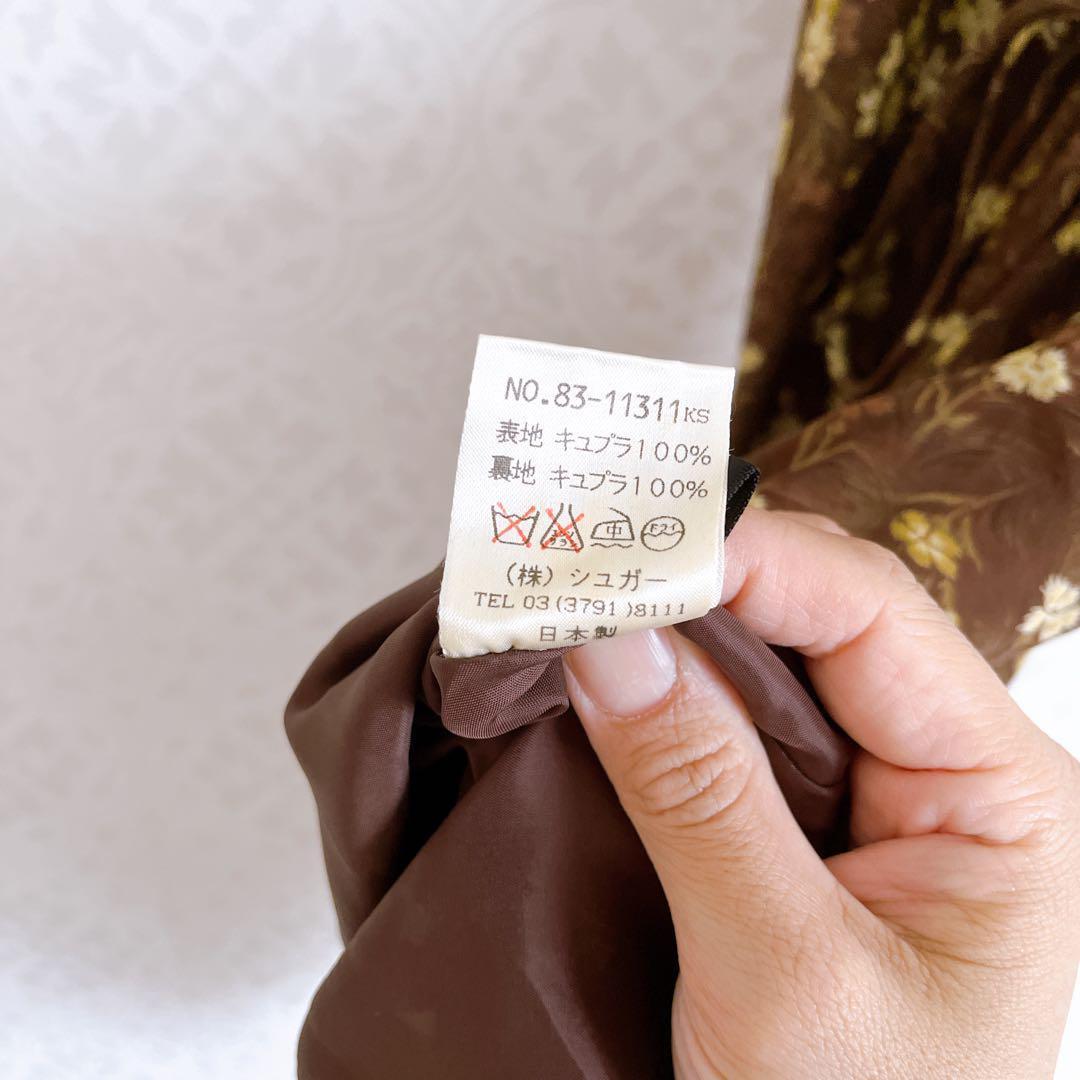 NO.83-11311KS
表地 キュプラ100%
裏地 キュプラ100%
中
(株) シュガー
TEL 03(3791)8111
日本製